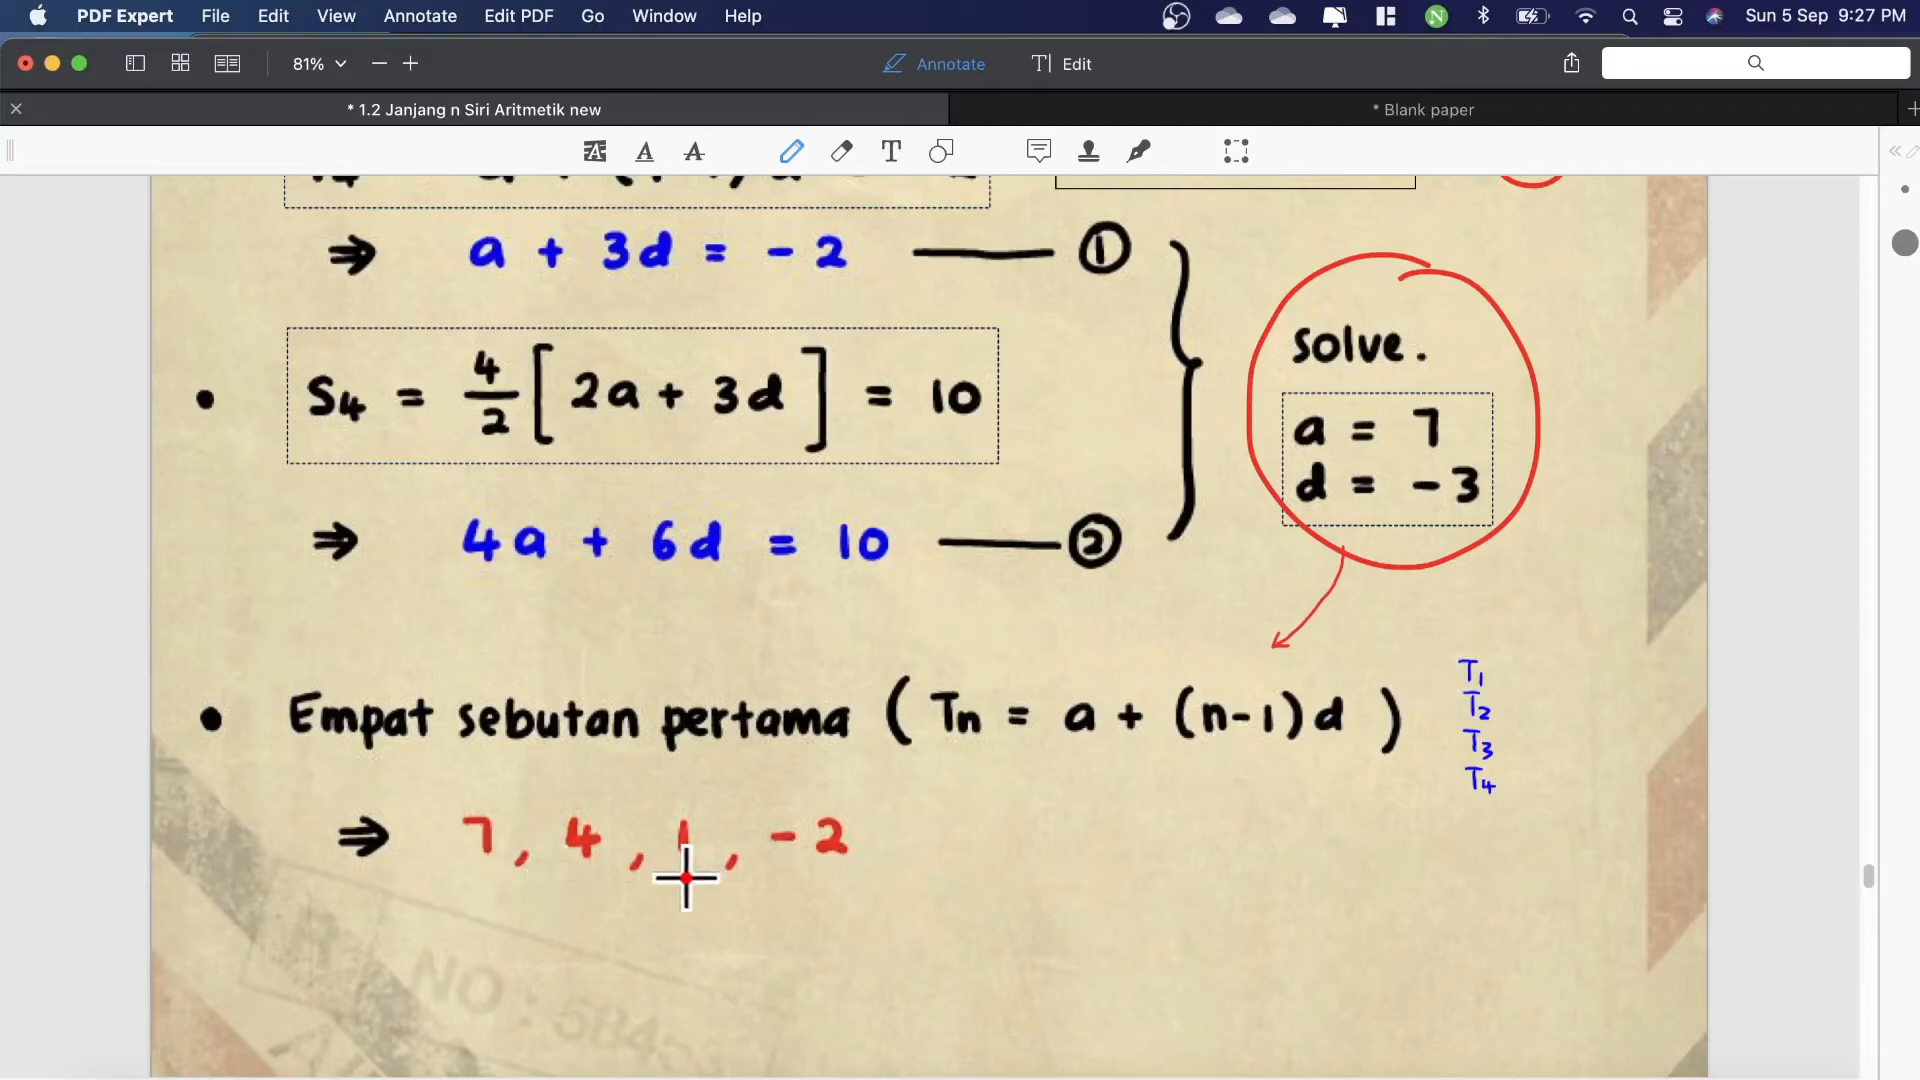 PDF Expert File Edit View Annotate Edit PDF Go Window Help Sun 5 Sep 9:27 PM
81% Annotate T Edit
* 1.2 Janjang n Siri Aritmetik new * Blank paper
⇒ a + 3d = -2 —— ①
solve.
a = 7
d = -3
• S4 = 4/2 [ 2a + 3d ] = 10
⇒ 4a + 6d = 10 —— ②
• Empat sebutan pertama ( Tn = a + (n-1)d )
T1
T2
T3
T4
⇒ 7, 4, 1, -2
NO :